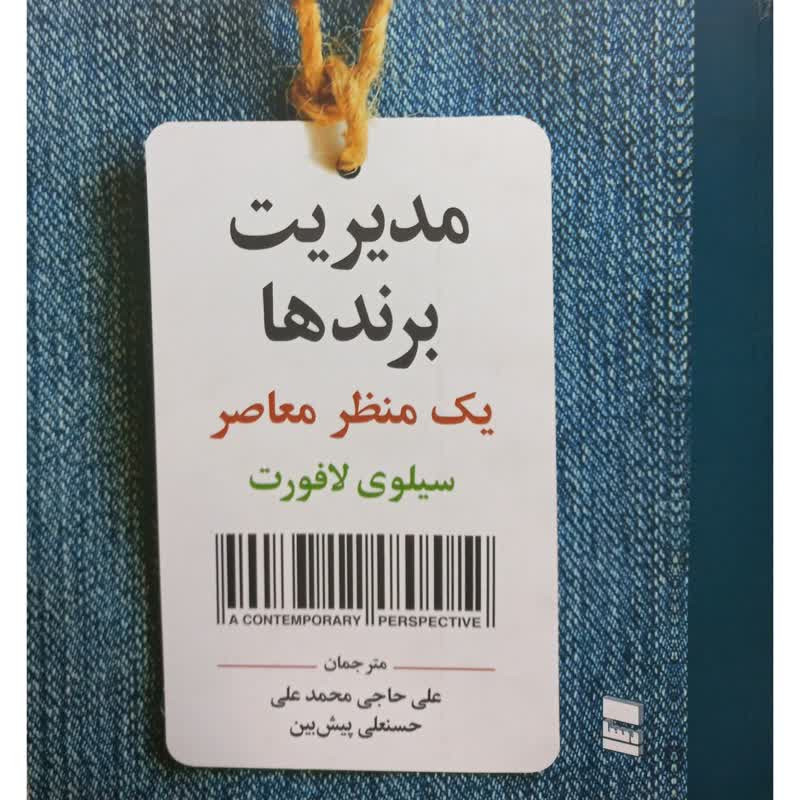 مدیریت
برندها
یک منظر معاصر
سیلوی لافورت
A CONTEMPORARY PERSPECTIVE
مترجمان
علی حاجی محمد علی
حسنعلی پیش‌بین